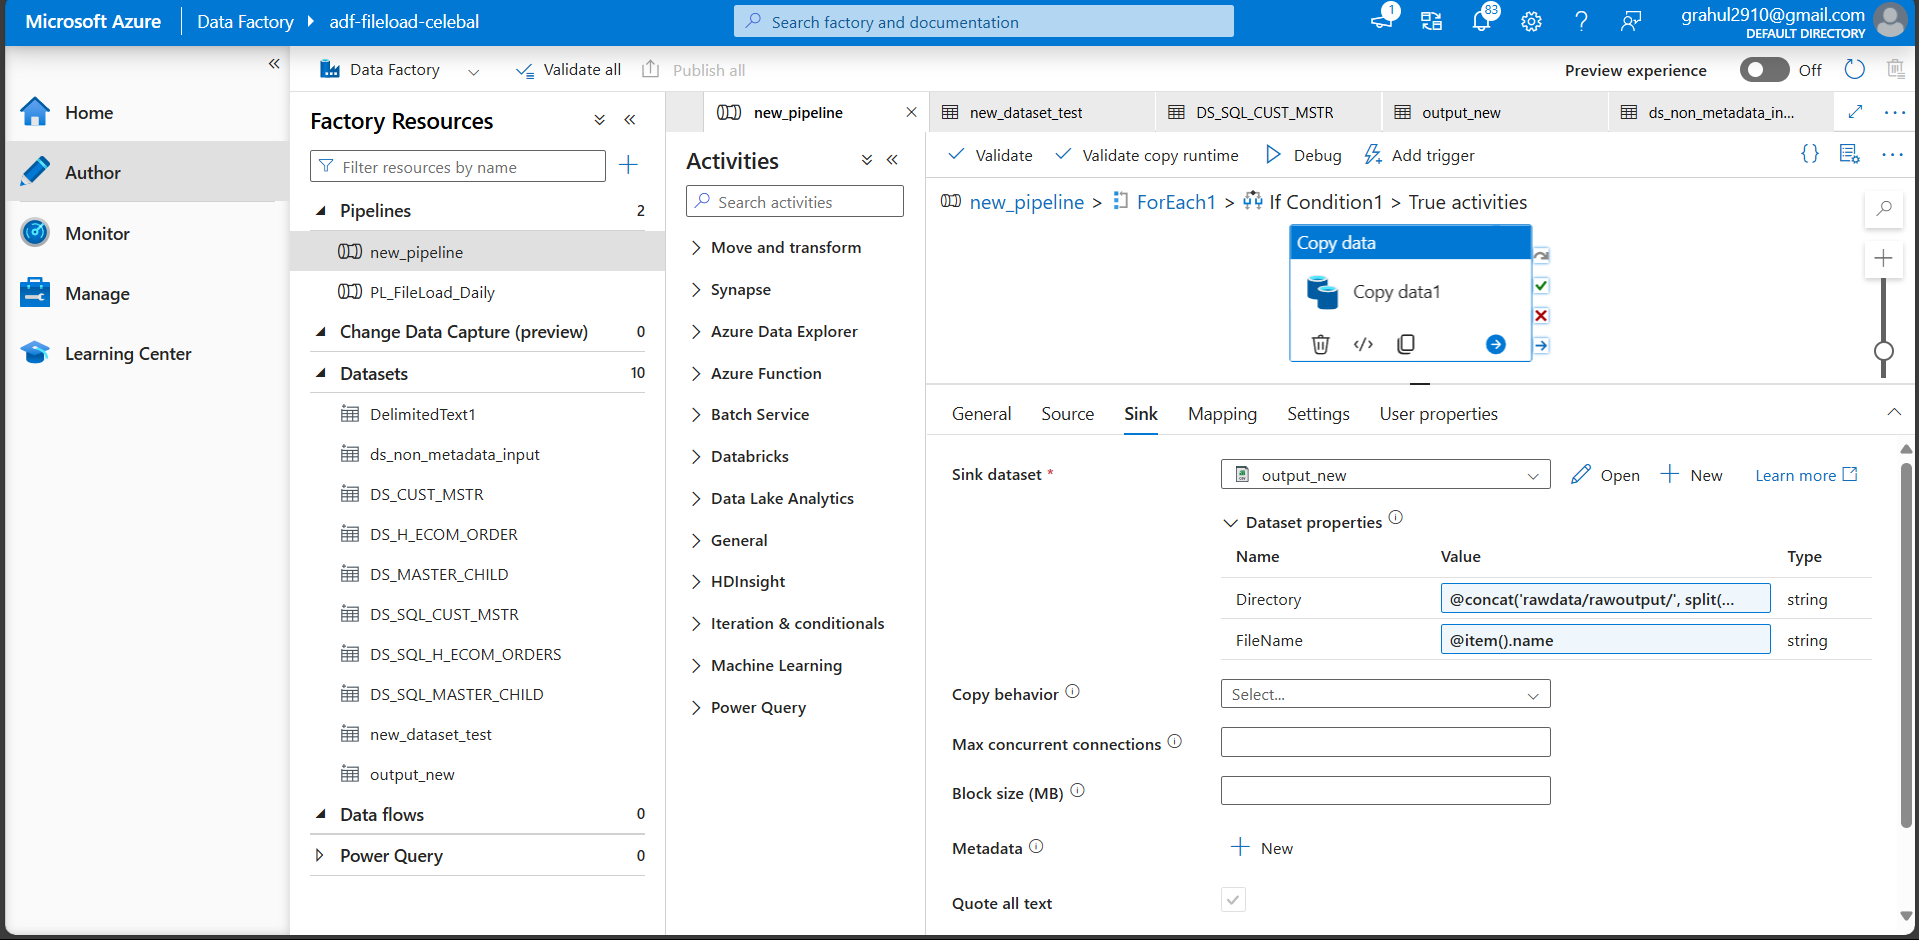 Microsoft Azure
Data Factory
adf-fileload-celebal
Search factory and documentation
1
83
grahul2910@gmail.com
DEFAULT DIRECTORY
Home
Author
Monitor
Manage
Learning Center
Data Factory
Validate all
Publish all
Preview experience
Off
Factory Resources
Filter resources by name
Pipelines 2
new_pipeline
PL_FileLoad_Daily
Change Data Capture (preview) 0
Datasets 10
DelimitedText1
ds_non_metadata_input
DS_CUST_MSTR
DS_H_ECOM_ORDER
DS_MASTER_CHILD
DS_SQL_CUST_MSTR
DS_SQL_H_ECOM_ORDERS
DS_SQL_MASTER_CHILD
new_dataset_test
output_new
Data flows 0
Power Query 0
new_pipeline
new_dataset_test
DS_SQL_CUST_MSTR
output_new
ds_non_metadata_in...
Activities
Search activities
Move and transform
Synapse
Azure Data Explorer
Azure Function
Batch Service
Databricks
Data Lake Analytics
General
HDInsight
Iteration & conditionals
Machine Learning
Power Query
Validate
Validate copy runtime
Debug
Add trigger
new_pipeline > ForEach1 > If Condition1 > True activities
Copy data
Copy data1
General Source Sink Mapping Settings User properties
Sink dataset *
output_new
Open
New
Learn more
Dataset properties
Name Value Type
Directory @concat('rawdata/rawoutput/', split(... string
FileName @item().name string
Copy behavior
Select...
Max concurrent connections
Block size (MB)
Metadata
New
Quote all text